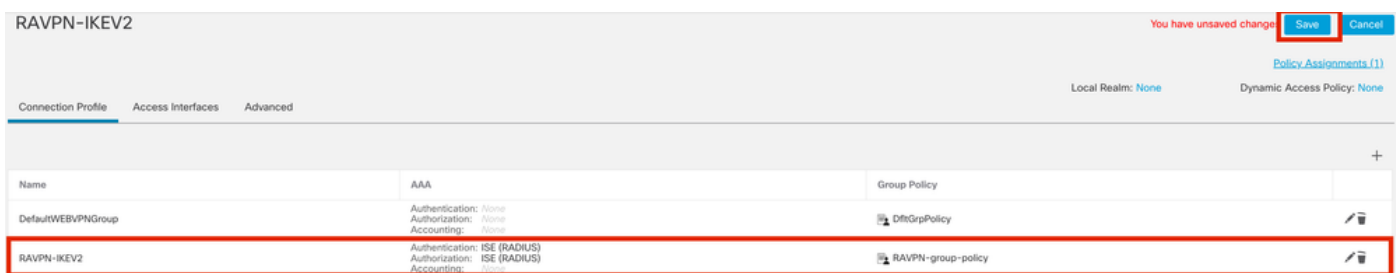 RAVPN-IKEV2
You have unsaved change Save Cancel
Policy Assignments (1)
Local Realm: None Dynamic Access Policy: None
Connection Profile Access Interfaces Advanced
+
Name AAA Group Policy
DefaultWEBVPNGroup Authentication: None DfltGrpPolicy
Authorization: None
Accounting: None
RAVPN-IKEV2 Authentication: ISE (RADIUS) RAVPN-group-policy
Authorization: ISE (RADIUS)
Accounting: None